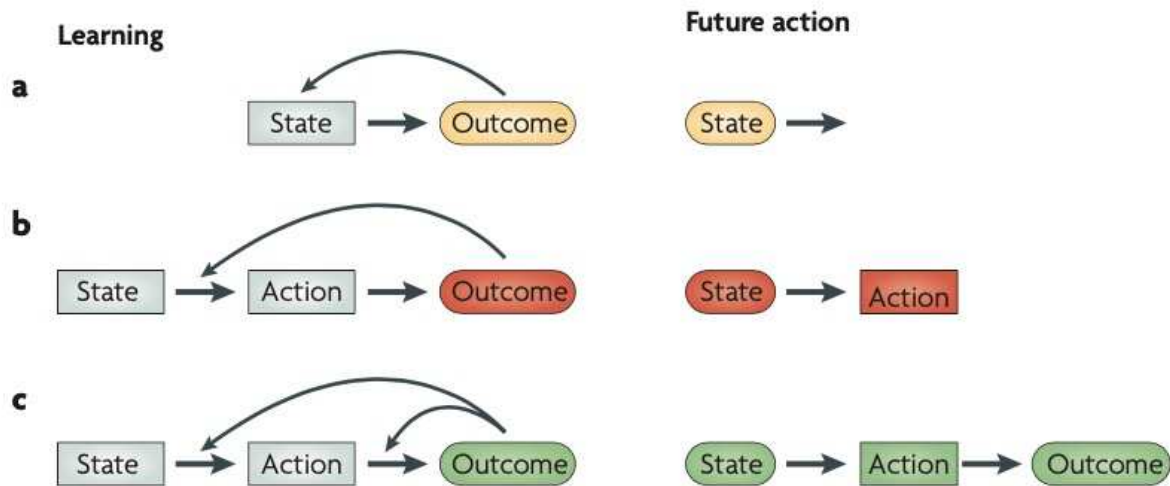 Learning Future action
a
State Outcome State
b
State Action Outcome State Action
c
State Action Outcome State Action Outcome